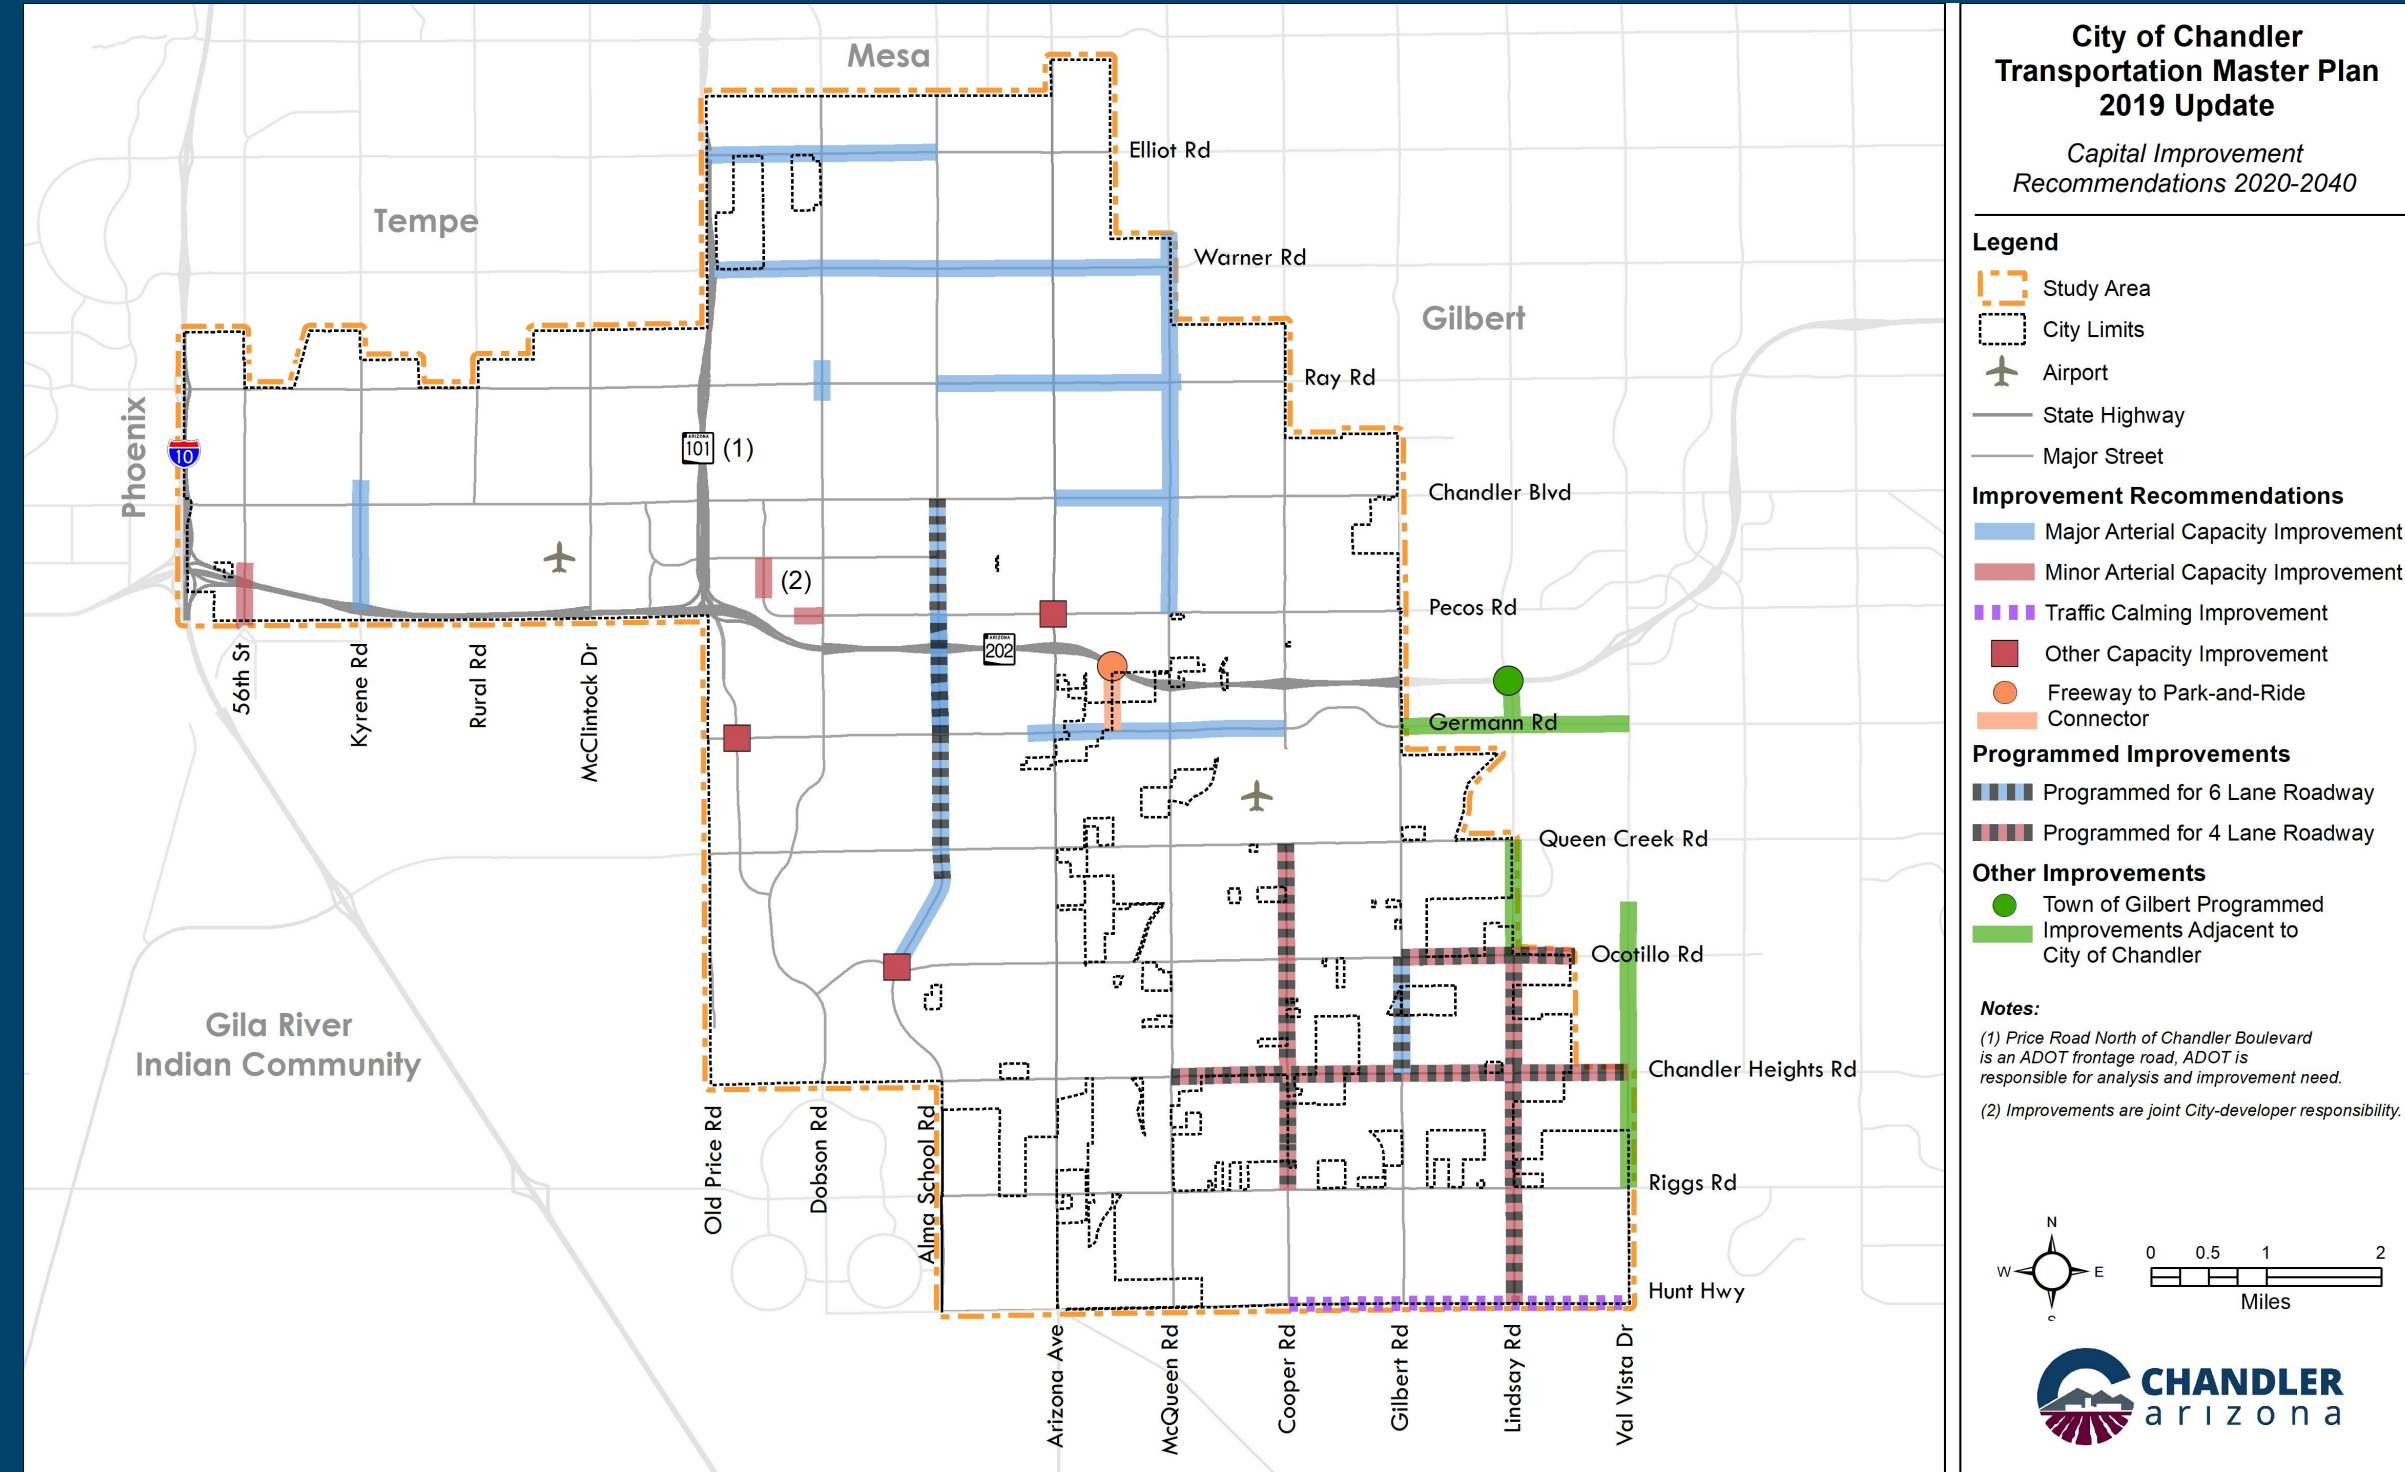 Mesa
Elliot Rd
Tempe
Warner Rd
Gilbert
Ray Rd
Phoenix
10
ARIZONA
101
(1)
Chandler Blvd
(2)
Pecos Rd
ARIZONA
202
56th St
Kyrene Rd
Rural Rd
McClintock Dr
Germann Rd
Queen Creek Rd
Ocotillo Rd
Gila River
Indian Community
Chandler Heights Rd
Old Price Rd
Dobson Rd
Alma School Rd
Riggs Rd
Hunt Hwy
Arizona Ave
McQueen Rd
Cooper Rd
Gilbert Rd
Lindsay Rd
Val Vista Dr
City of Chandler
Transportation Master Plan
2019 Update
Capital Improvement
Recommendations 2020-2040
Legend
Study Area
City Limits
Airport
State Highway
Major Street
Improvement Recommendations
Major Arterial Capacity Improvement
Minor Arterial Capacity Improvement
Traffic Calming Improvement
Other Capacity Improvement
Freeway to Park-and-Ride
Connector
Programmed Improvements
Programmed for 6 Lane Roadway
Programmed for 4 Lane Roadway
Other Improvements
Town of Gilbert Programmed
Improvements Adjacent to
City of Chandler
Notes:
(1) Price Road North of Chandler Boulevard
is an ADOT frontage road, ADOT is
responsible for analysis and improvement need.
(2) Improvements are joint City-developer responsibility.
N
W E
S
0 0.5 1 2
Miles
CHANDLER
arizona